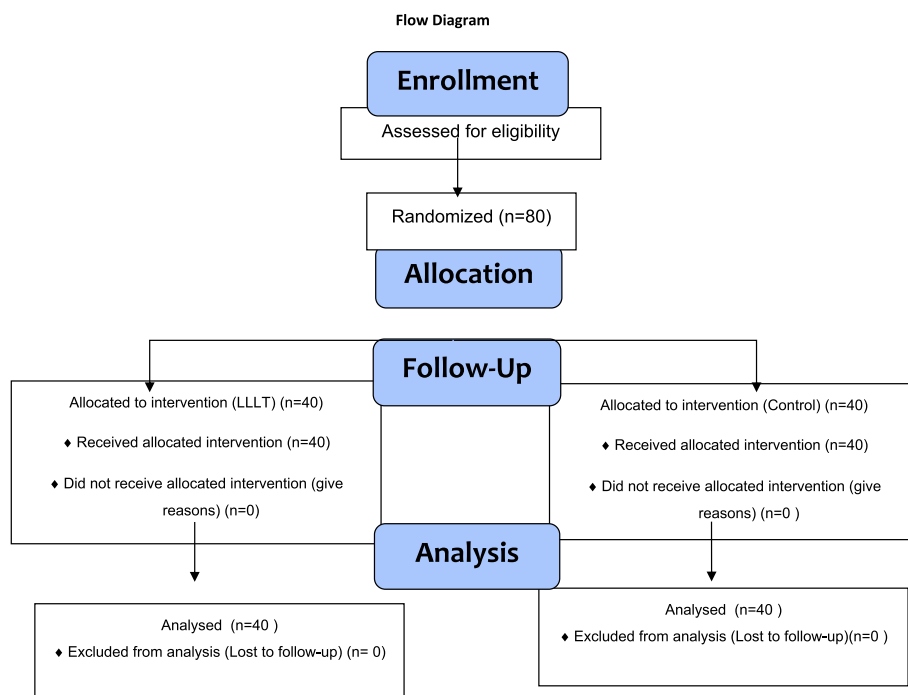 Flow Diagram
Enrollment
Assessed for eligibility
Randomized (n=80)
Allocation
Follow-Up
Allocated to intervention (LLLT) (n=40)
♦ Received allocated intervention (n=40)
♦ Did not receive allocated intervention (give
reasons) (n=0)
Allocated to intervention (Control) (n=40)
♦ Received allocated intervention (n=40)
♦ Did not receive allocated intervention (give
reasons) (n=0 )
Analysis
Analysed (n=40 )
♦ Excluded from analysis (Lost to follow-up) (n= 0)
Analysed (n=40 )
♦ Excluded from analysis (Lost to follow-up)(n=0 )